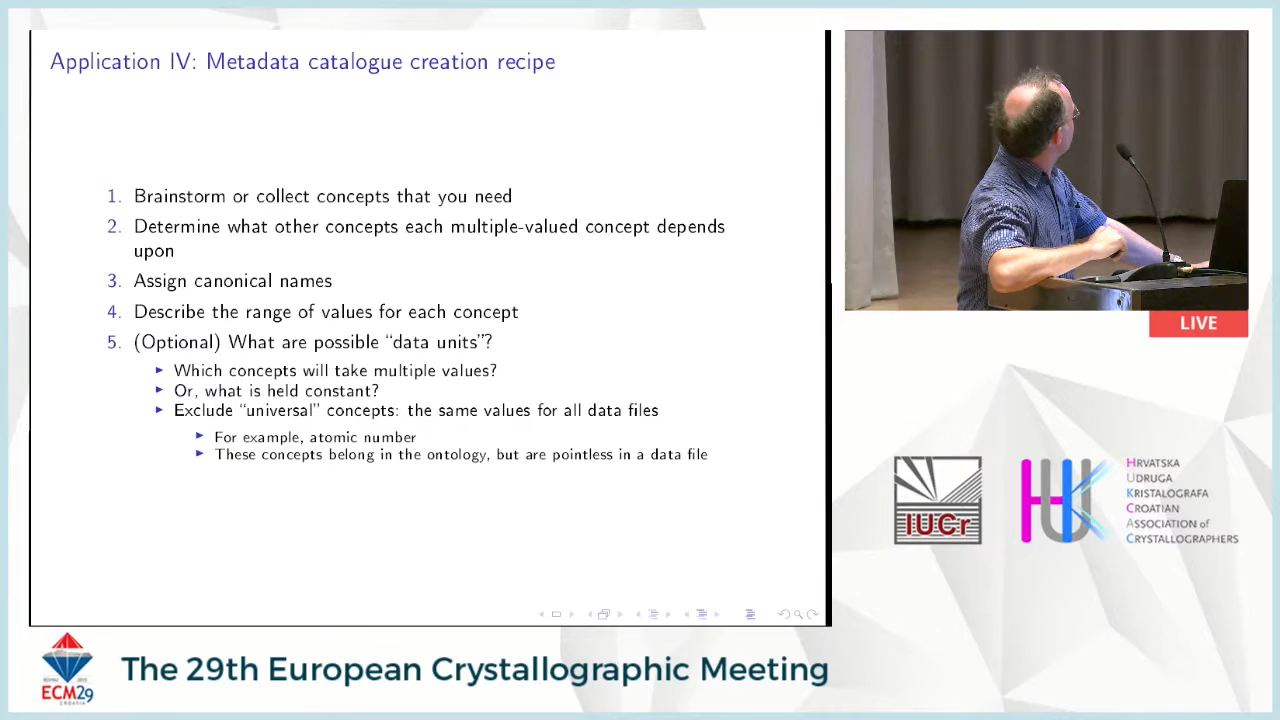 Application IV: Metadata catalogue creation recipe
1. Brainstorm or collect concepts that you need
2. Determine what other concepts each multiple-valued concept depends
upon
3. Assign canonical names
4. Describe the range of values for each concept
5. (Optional) What are possible “data units”?
Which concepts will take multiple values?
Or, what is held constant?
Exclude “universal” concepts: the same values for all data files
For example, atomic number
These concepts belong in the ontology, but are pointless in a data file
LIVE
IUCr
HRVATSKA
UDRUGA
KRISTALOGRAFA
CROATIAN
ASSOCIATION of
CRYSTALLOGRAPHERS
ECM29
CROATIA
The 29th European Crystallographic Meeting